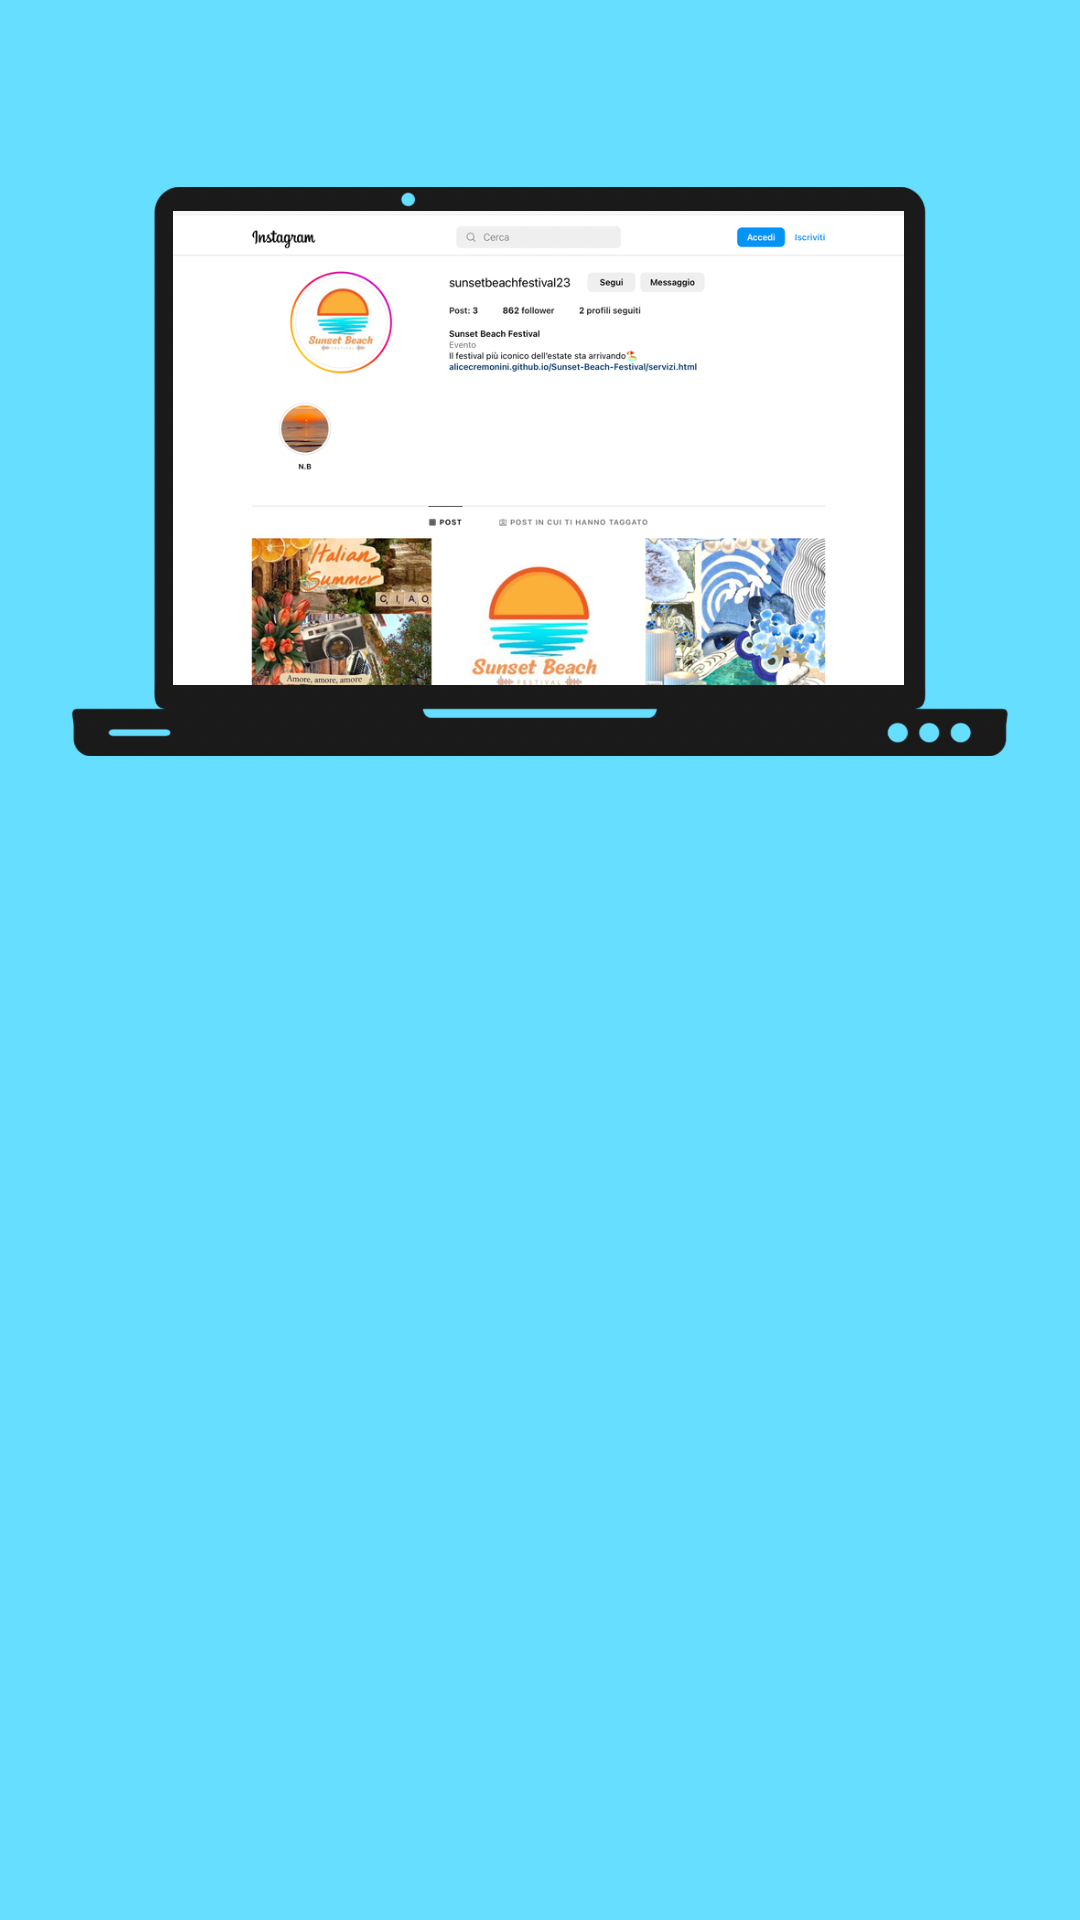 Instagram
Cerca
Accedi
Iscriviti
sunsetbeachfestival23
Segui
Messaggio
Post: 3
862 follower
2 profili seguiti
Sunset Beach Festival
Evento
Il festival più iconico dell'estate sta arrivando🏖️
alicecremonini.github.io/Sunset-Beach-Festival/servizi.html
Sunset Beach
FESTIVAL
N.B
POST
POST IN CUI TI HANNO TAGGATO
Italian
Summer
CIAO
Amore, amore, amore
Sunset Beach
FESTIVAL